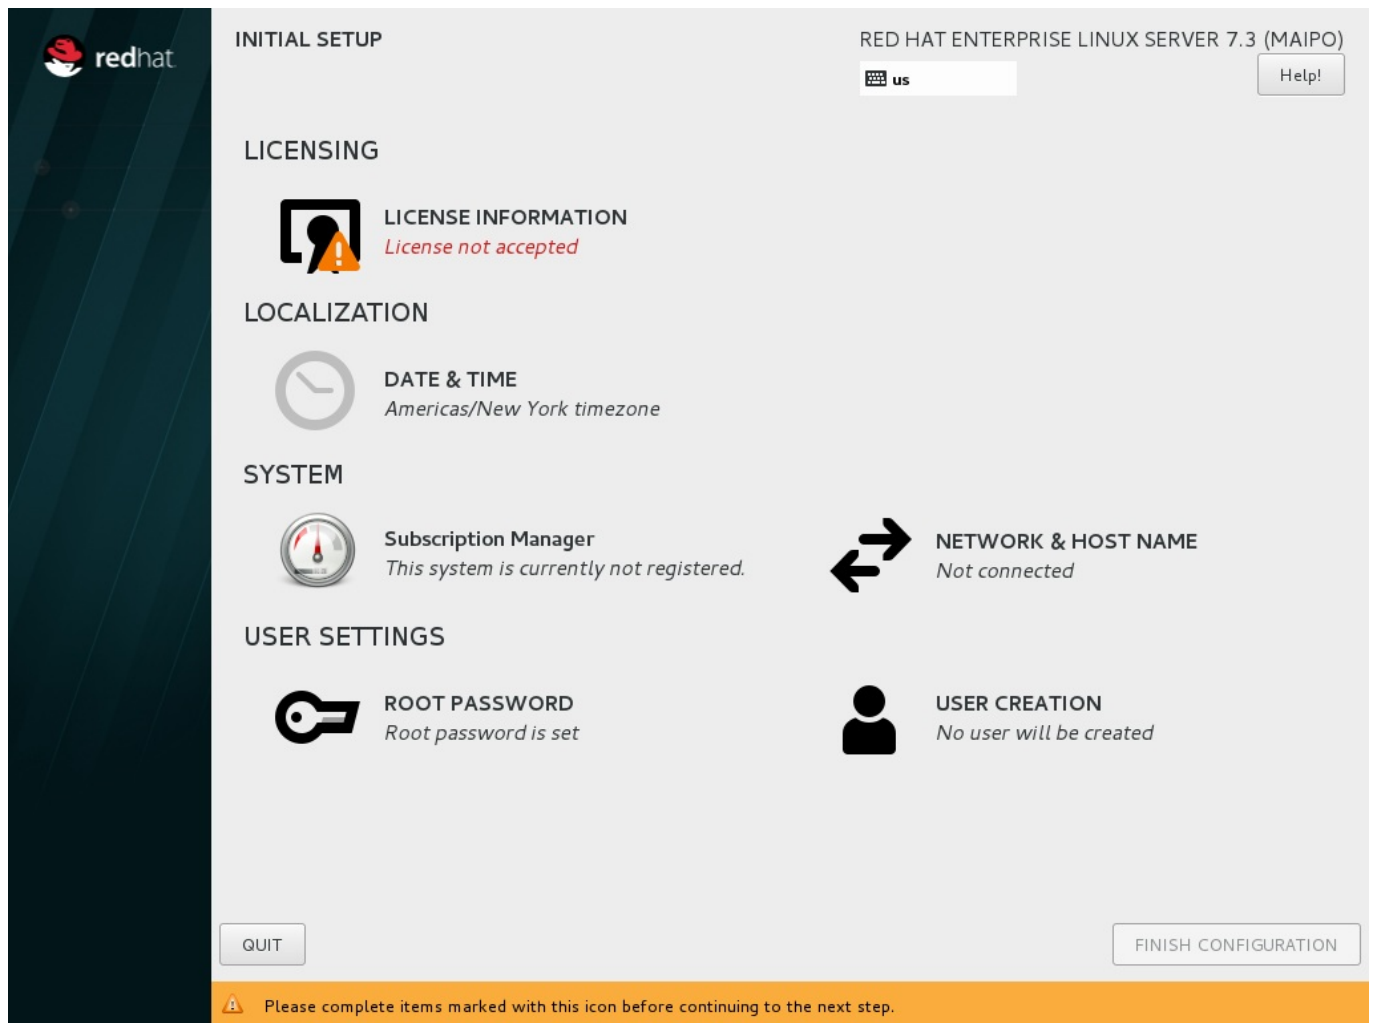 redhat.
INITIAL SETUP
RED HAT ENTERPRISE LINUX SERVER 7.3 (MAIPO)
us
Help!
LICENSING
LICENSE INFORMATION
License not accepted
LOCALIZATION
DATE & TIME
Americas/New York timezone
SYSTEM
Subscription Manager
This system is currently not registered.
NETWORK & HOST NAME
Not connected
USER SETTINGS
ROOT PASSWORD
Root password is set
USER CREATION
No user will be created
QUIT
FINISH CONFIGURATION
Please complete items marked with this icon before continuing to the next step.